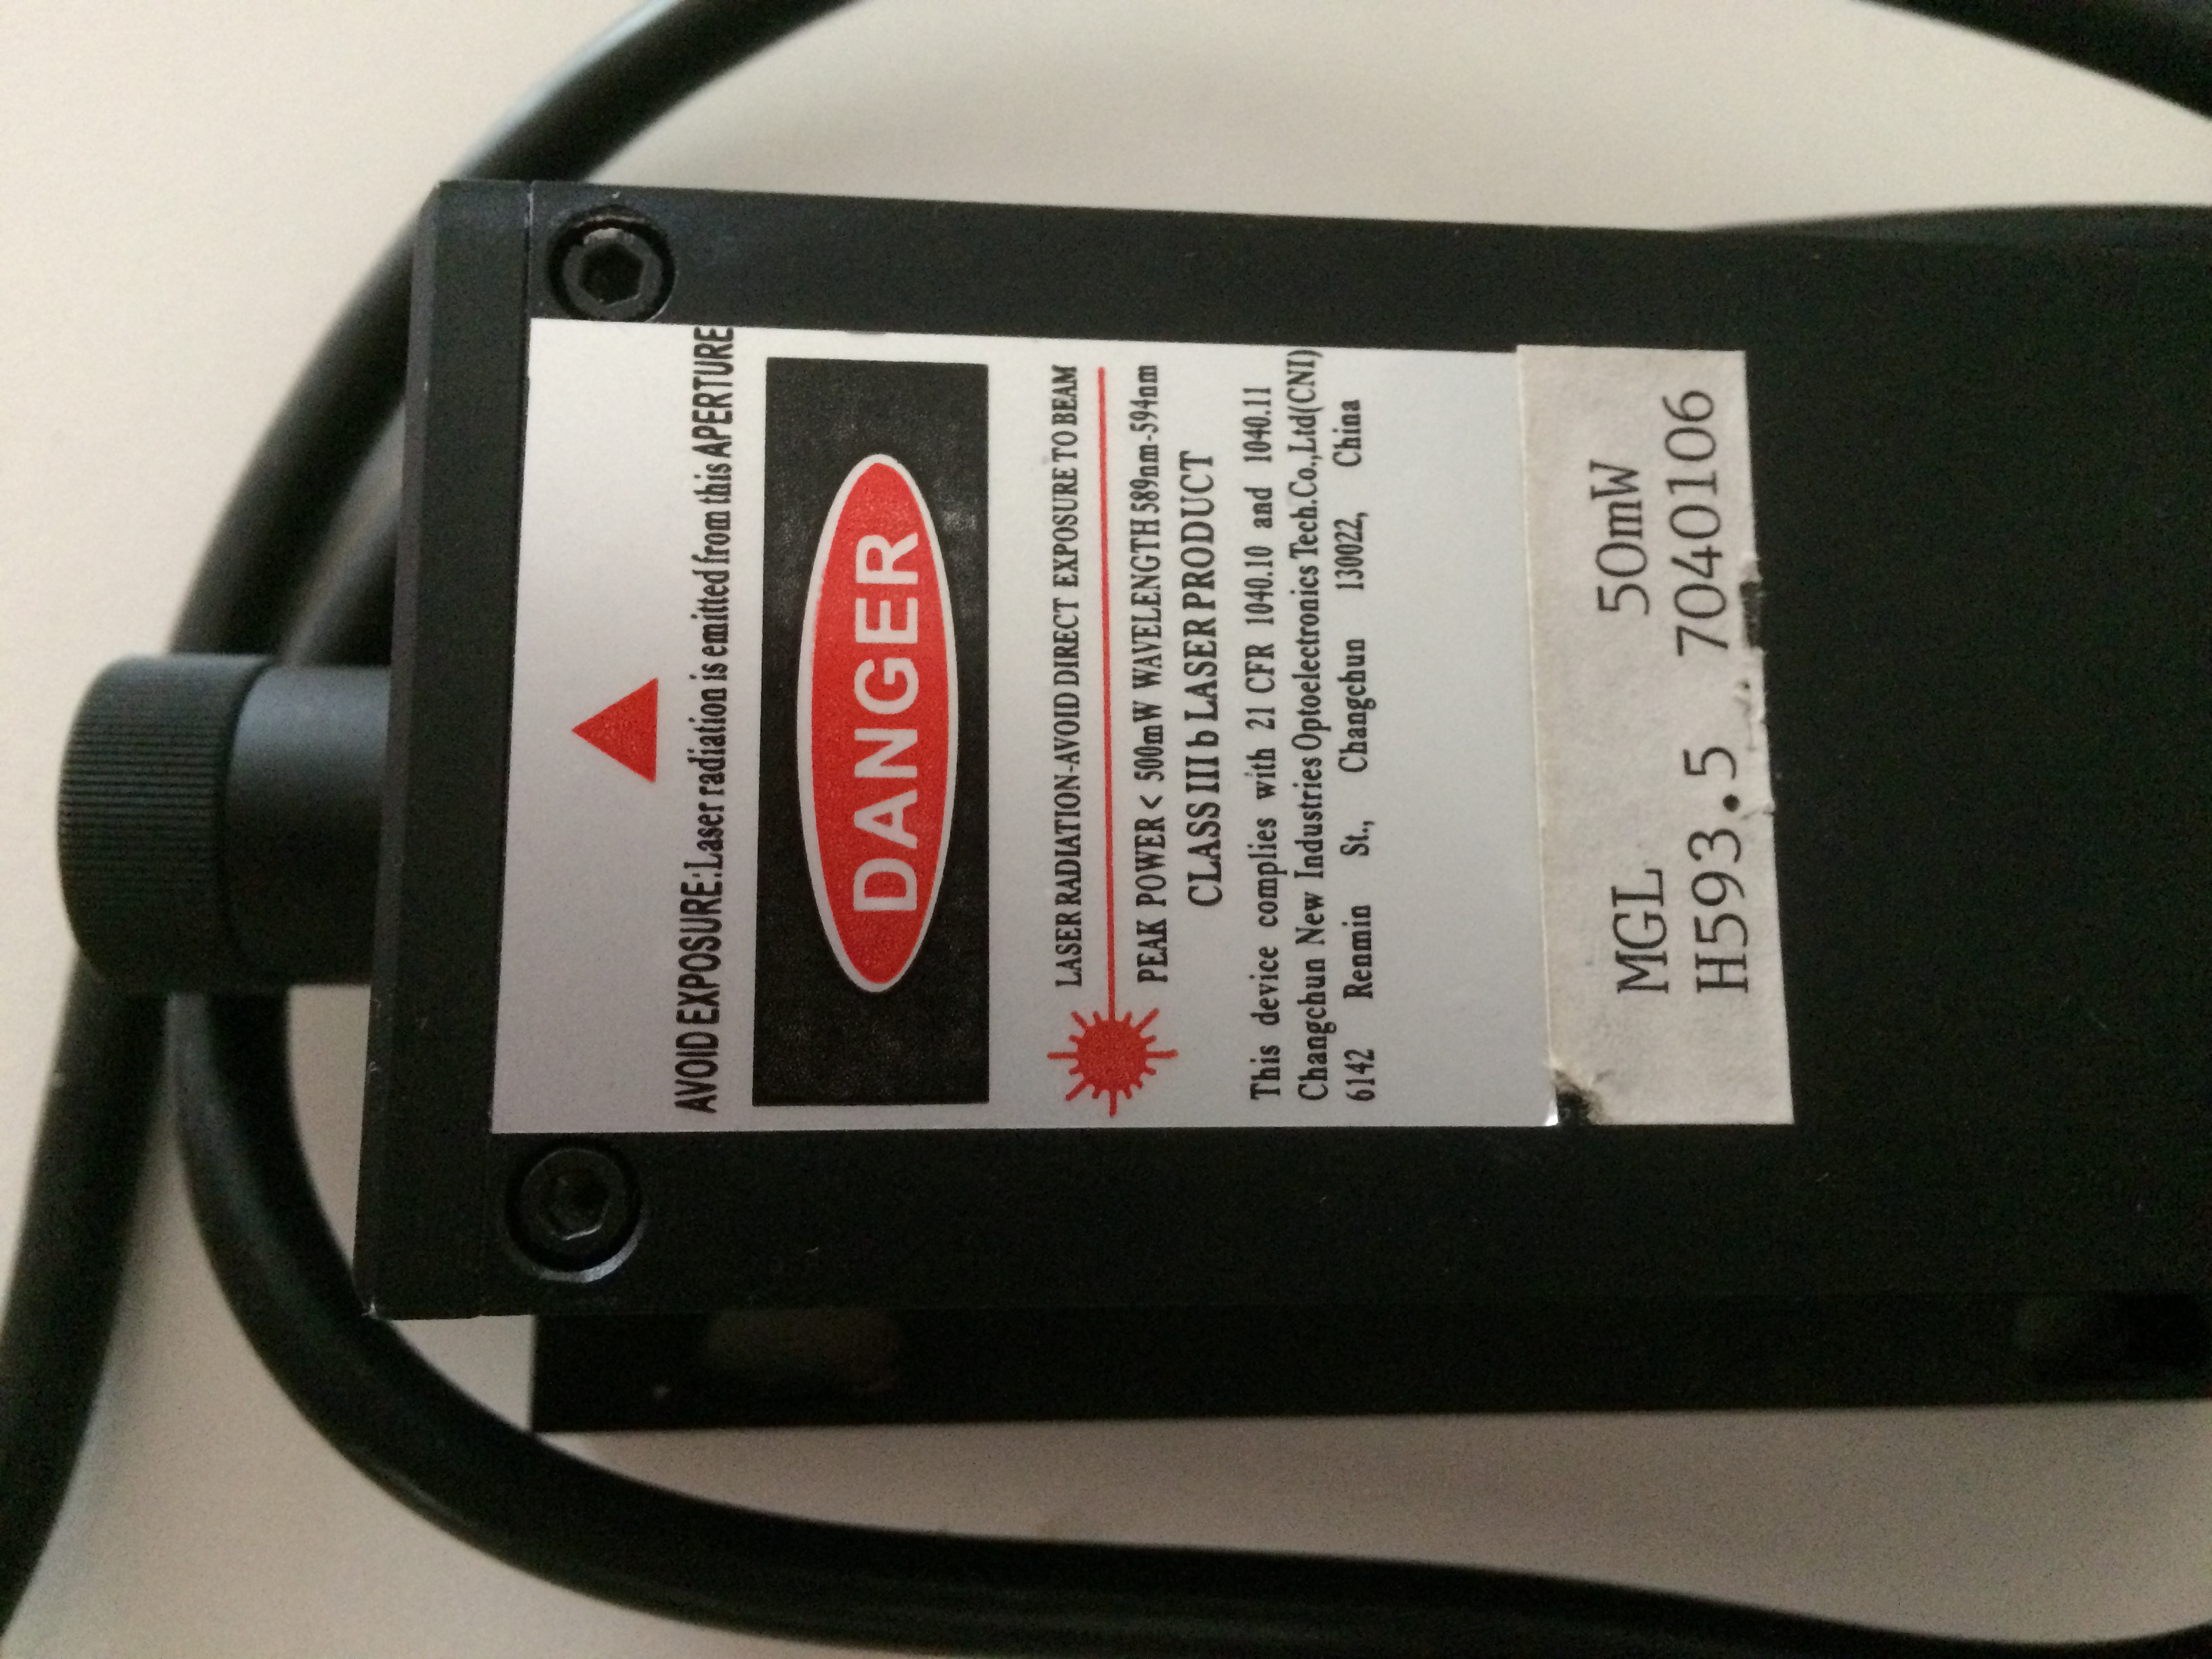 AVOID EXPOSURE:Laser radiation is emitted from this APERTURE
DANGER
LASER RADIATION-AVOID DIRECT EXPOSURE TO BEAM
PEAK POWER < 500mW WAVELENGTH 589nm-594nm
CLASS III b LASER PRODUCT
This device complies with 21 CFR 1040.10 and 1040.11
Changchun New Industries Optoelectronics Tech.Co.,Ltd(CNI)
6142 Renmin St., Changchun 130022, China
MGL 50mW
H593.5 7040106